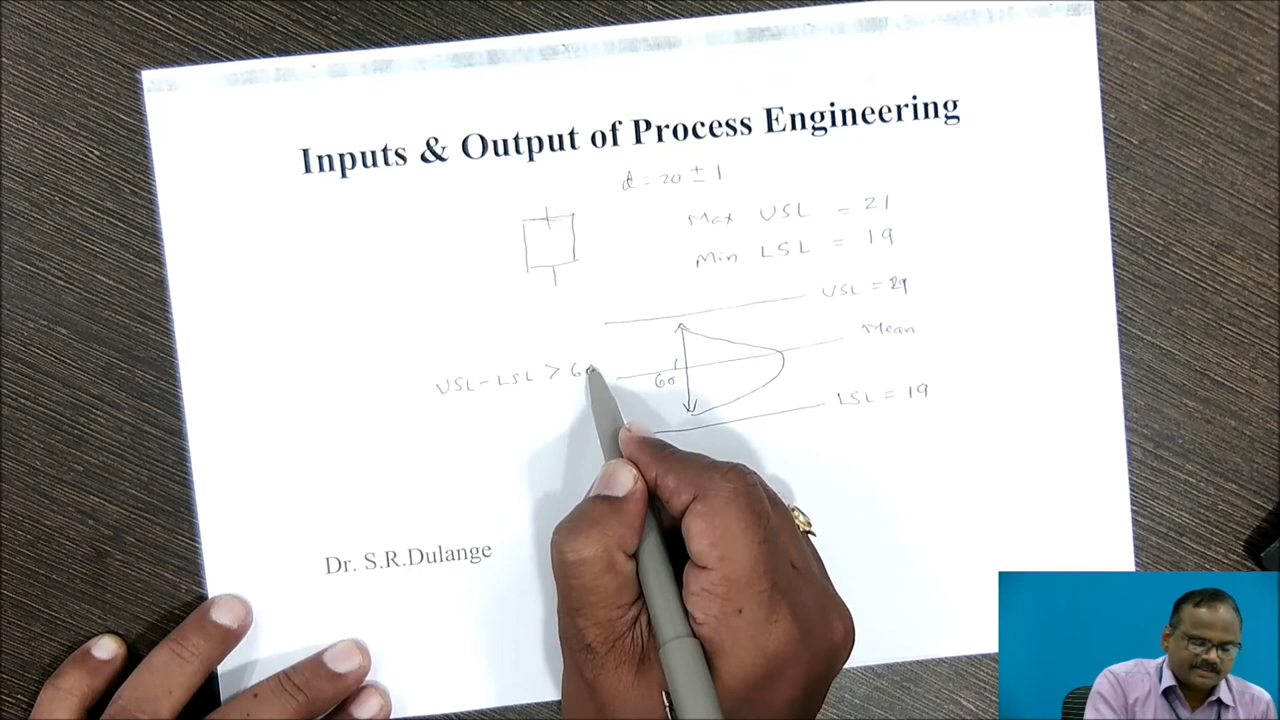 Inputs & Output of Process Engineering
d = 20 ± 1
Max USL = 21
Min LSL = 19
USL = 21
Mean
USL - LSL > 6σ
6σ
LSL = 19
Dr. S.R.Dulange